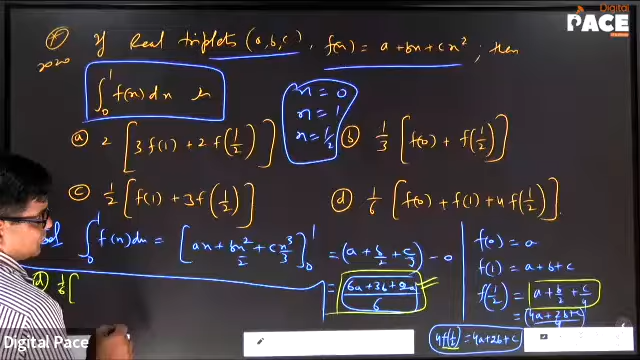 Digital
PACE
If Real triplets (a,b,c), f(x) = a + bx + cx², then
2020
∫₀¹ f(x)dx is
x = 0
x = 1
x = 1/2
(a) 2 [3f(1) + 2f(1/2)]
(b) 1/3 [f(0) + f(1/2)]
(c) 1/2 [f(1) + 3f(1/2)]
(d) 1/6 [f(0) + f(1) + 4f(1/2)].
∫₀¹ f(x)dx = [ax + bx²/2 + cx³/3]₀¹ = (a + b/2 + c/3) - 0
= (6a + 3b + 2c)/6
(d) 1/6 [
f(0) = a
f(1) = a + b + c
f(1/2) = a + b/2 + c/4
= (4a + 2b + c)/4
4f(1/2) = 4a + 2b + c
Digital Pace